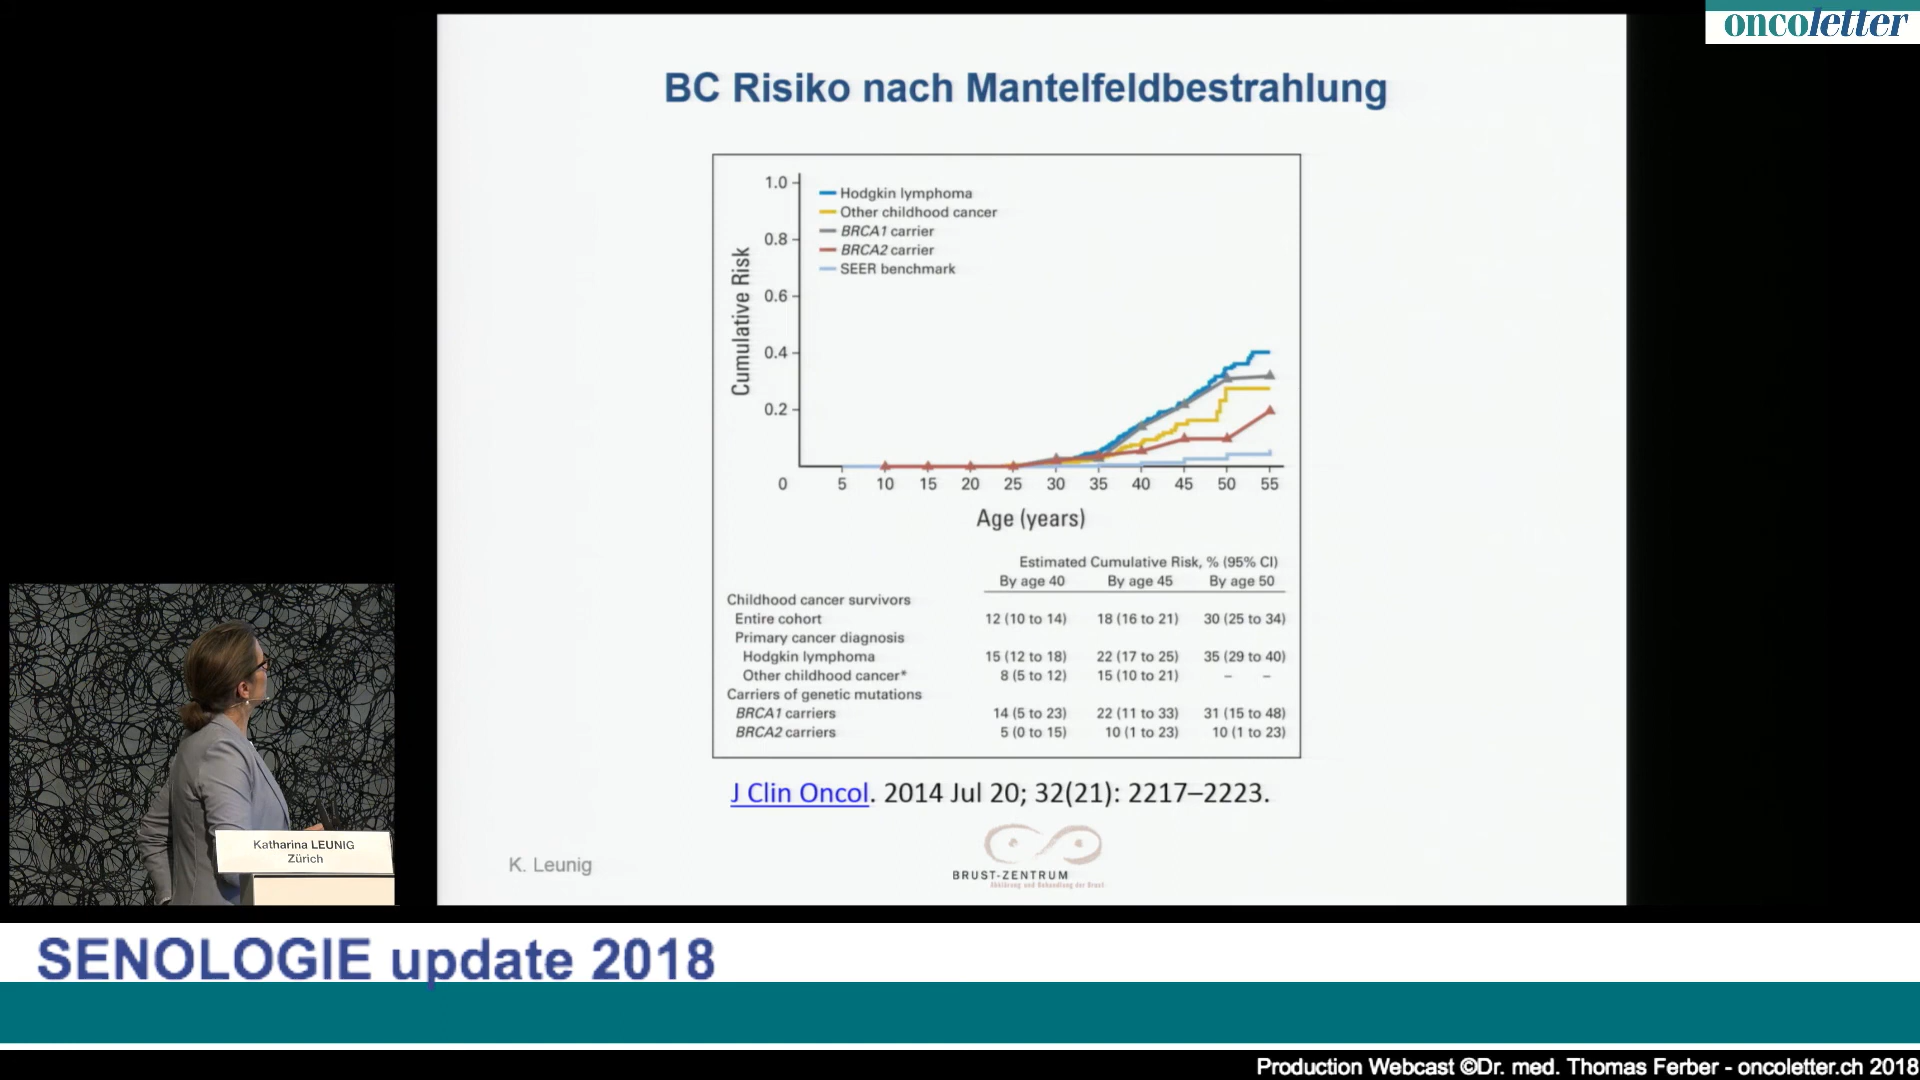 oncoletter
BC Risiko nach Mantelfeldbestrahlung
1.0
0.8
0.6
0.4
0.2
Cumulative Risk
Hodgkin lymphoma
Other childhood cancer
BRCA1 carrier
BRCA2 carrier
SEER benchmark
0 5 10 15 20 25 30 35 40 45 50 55
Age (years)
Estimated Cumulative Risk, % (95% CI)
By age 40 By age 45 By age 50
Childhood cancer survivors
Entire cohort 12 (10 to 14) 18 (16 to 21) 30 (25 to 34)
Primary cancer diagnosis
Hodgkin lymphoma 15 (12 to 18) 22 (17 to 25) 35 (29 to 40)
Other childhood cancer* 8 (5 to 12) 15 (10 to 21) – –
Carriers of genetic mutations
BRCA1 carriers 14 (5 to 23) 22 (11 to 33) 31 (15 to 48)
BRCA2 carriers 5 (0 to 15) 10 (1 to 23) 10 (1 to 23)
J Clin Oncol. 2014 Jul 20; 32(21): 2217–2223.
K. Leunig
BRUST-ZENTRUM
Abklärung und Behandlung der Brust
Katharina LEUNIG
Zürich
SENOLOGIE update 2018
Production Webcast ©Dr. med. Thomas Ferber - oncoletter.ch 2018